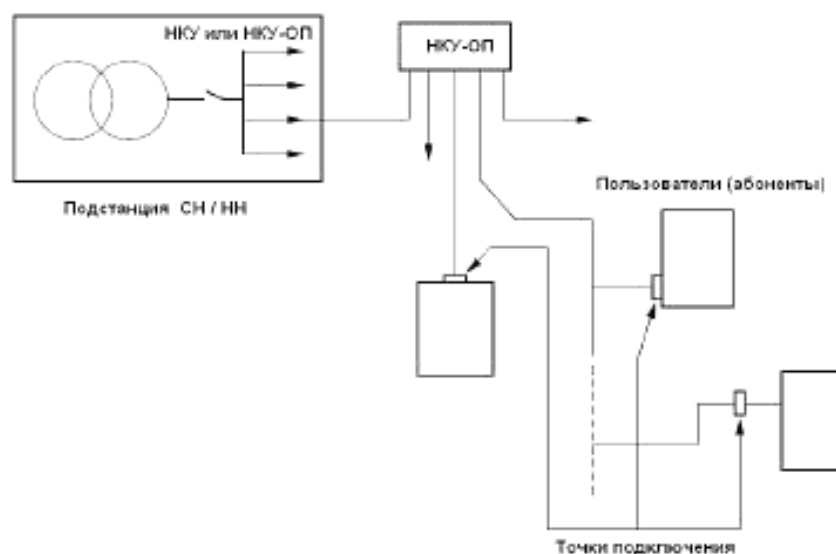 НКУ или НКУ-ОП
НКУ-ОП
Подстанция СН / НН
Пользователи (абоненты)
Точки подключения